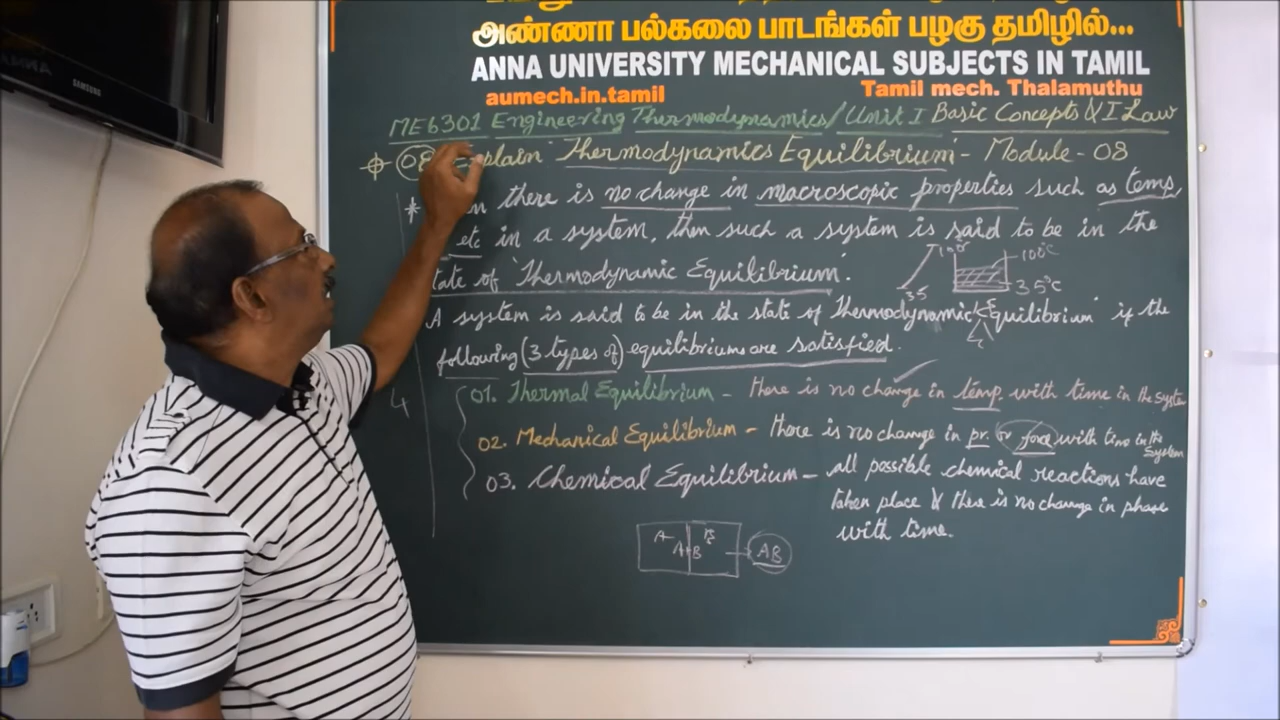 SAMSUNG
அண்ணா பல்கலை பாடங்கள் பழகு தமிழில்...
ANNA UNIVERSITY MECHANICAL SUBJECTS IN TAMIL
aumech.in.tamil Tamil mech. Thalamuthu
ME6301 Engineering Thermodynamics / Unit I Basic Concepts & I Law
08 Explain Thermodynamics Equilibrium - Module - 08
* there is no change in macroscopic properties such as temp,
etc in a system, then such a system is said to be in the
state of 'Thermodynamic Equilibrium'.
100°C
35°C
35
A system is said to be in the state of Thermodynamic Equilibrium" if the
following (3 types of) equilibrium are satisfied.
01. Thermal Equilibrium - there is no change in temp. with time in the System
02. Mechanical Equilibrium - there is no change in pr. or force with time in the System
03. Chemical Equilibrium - all possible chemical reactions have
taken place & there is no change in phase
with time.
A B
A B AB